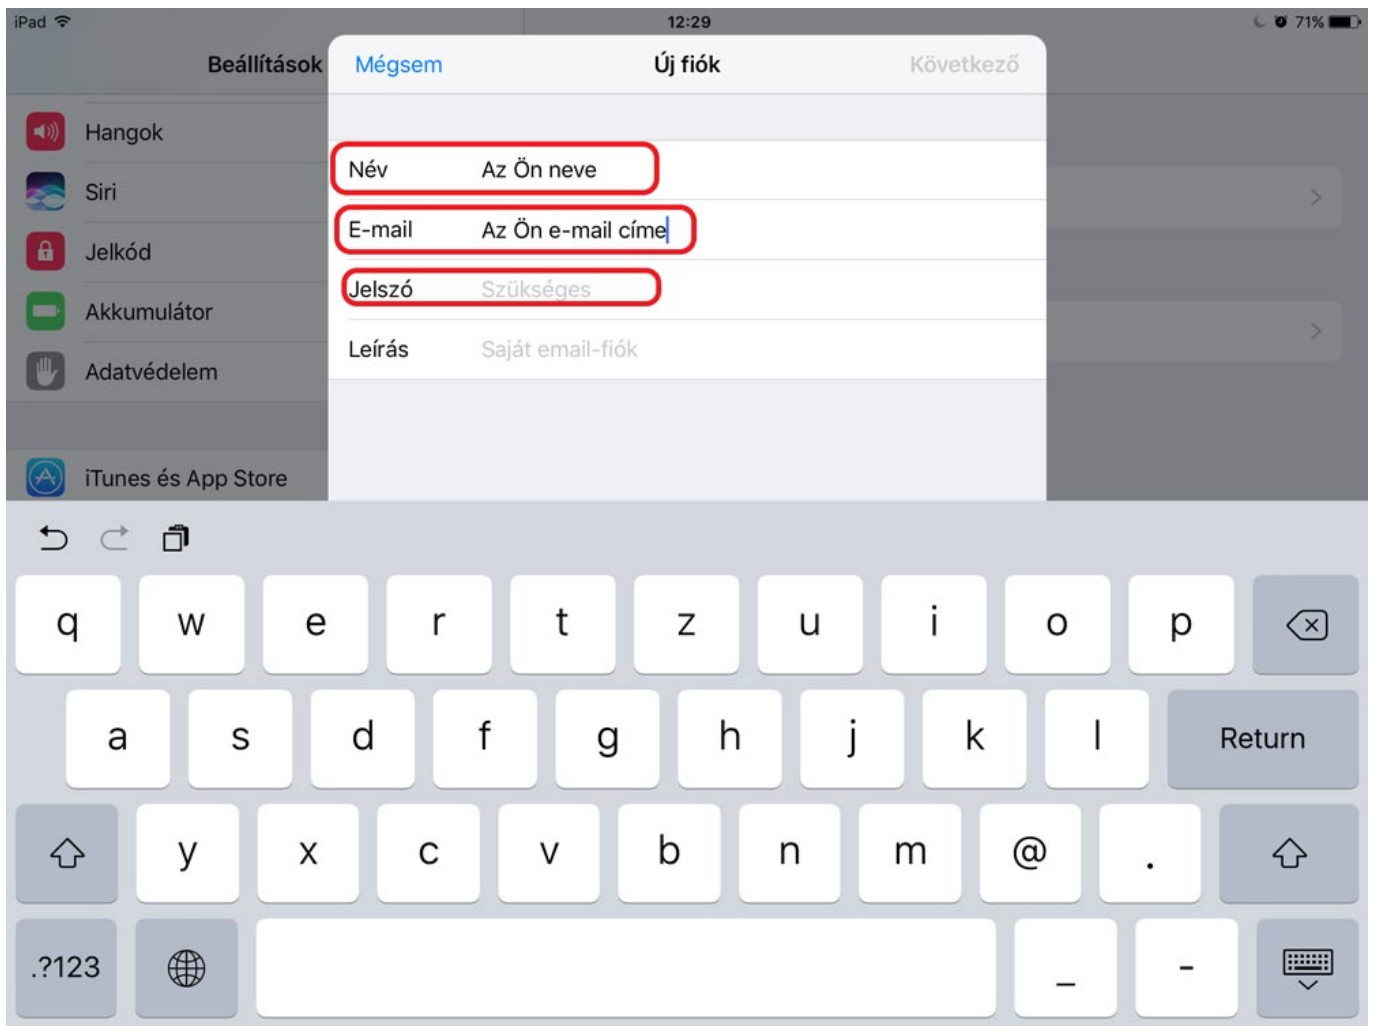 iPad 12:29 71%
Beállítások
Mégsem Új fiók Következő
Hangok
Siri
Jelkód
Akkumulátor
Adatvédelem
iTunes és App Store
Név Az Ön neve
E-mail Az Ön e-mail címe
Jelszó Szükséges
Leírás Saját email-fiók
q w e r t z u i o p
a s d f g h j k l Return
y x c v b n m @ .
.?123 _ -